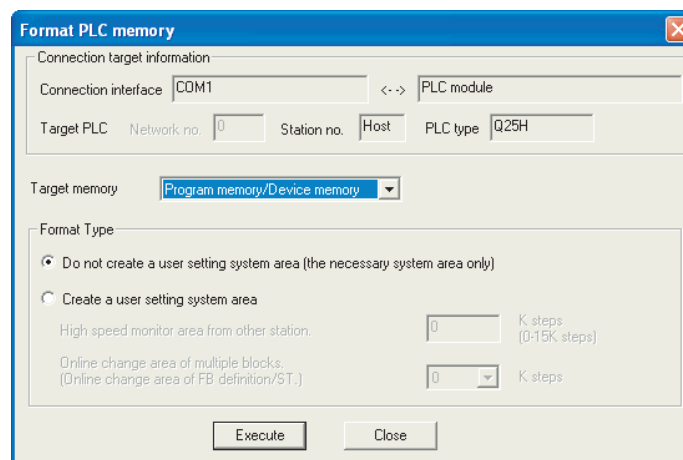 Format PLC memory
Connection target information
Connection interface COM1 <--> PLC module
Target PLC Network no. 0 Station no. Host PLC type Q25H
Target memory Program memory/Device memory
Format Type
Do not create a user setting system area (the necessary system area only)
Create a user setting system area
High speed monitor area from other station. 0 K steps
(0-15K steps)
Online change area of multiple blocks.
(Online change area of FB definition/ST.) 0 K steps
Execute Close